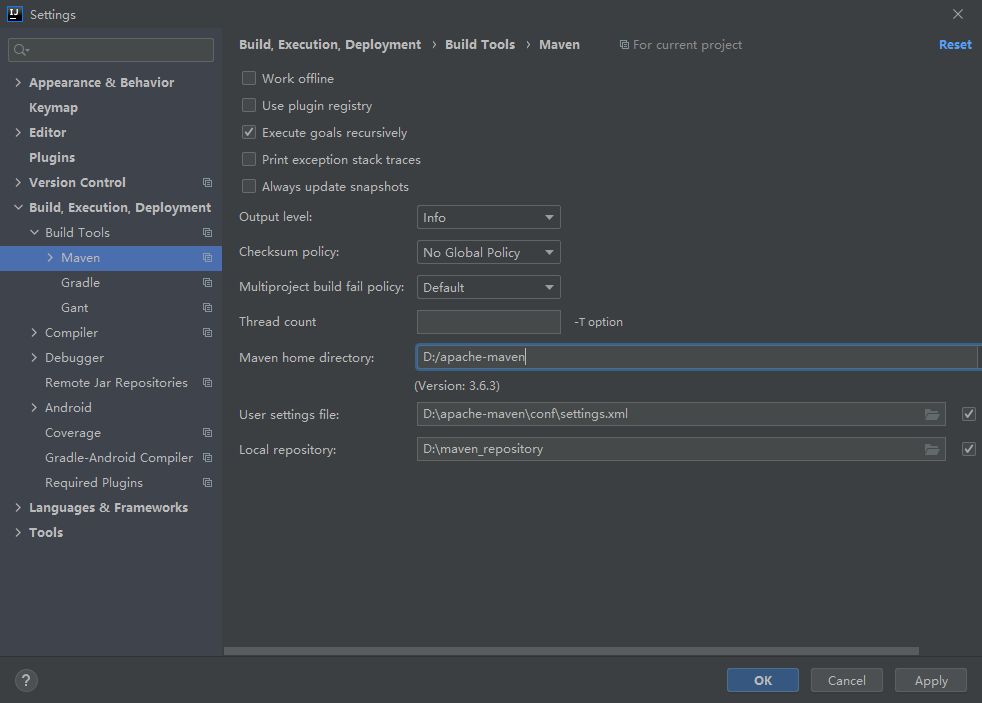 Settings
Build, Execution, Deployment › Build Tools › Maven For current project Reset
Appearance & Behavior
Keymap
Editor
Plugins
Version Control
Build, Execution, Deployment
Build Tools
Maven
Gradle
Gant
Compiler
Debugger
Remote Jar Repositories
Android
Coverage
Gradle-Android Compiler
Required Plugins
Languages & Frameworks
Tools
Work offline
Use plugin registry
Execute goals recursively
Print exception stack traces
Always update snapshots
Output level: Info
Checksum policy: No Global Policy
Multiproject build fail policy: Default
Thread count -T option
Maven home directory: D:/apache-maven
(Version: 3.6.3)
User settings file: D:\apache-maven\conf\settings.xml
Local repository: D:\maven_repository
? OK Cancel Apply